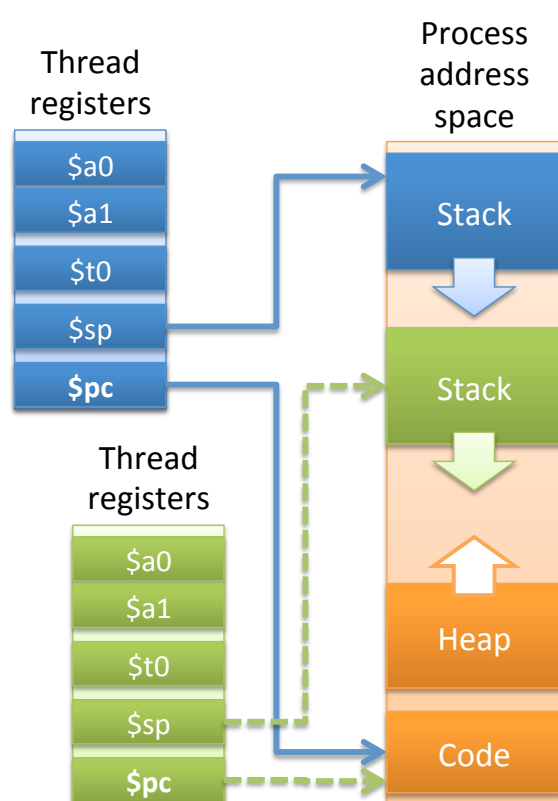 Thread
registers
$a0
$a1
$t0
$sp
$pc
Thread
registers
$a0
$a1
$t0
$sp
$pc
Process
address
space
Stack
Stack
Heap
Code